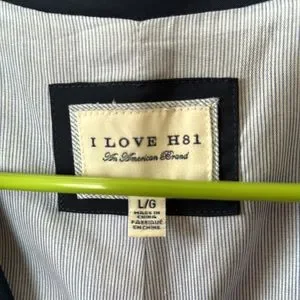 I LOVE H81
An American Brand
L/G
MADE IN
CHINA
FABRIQUÉ
EN CHINE